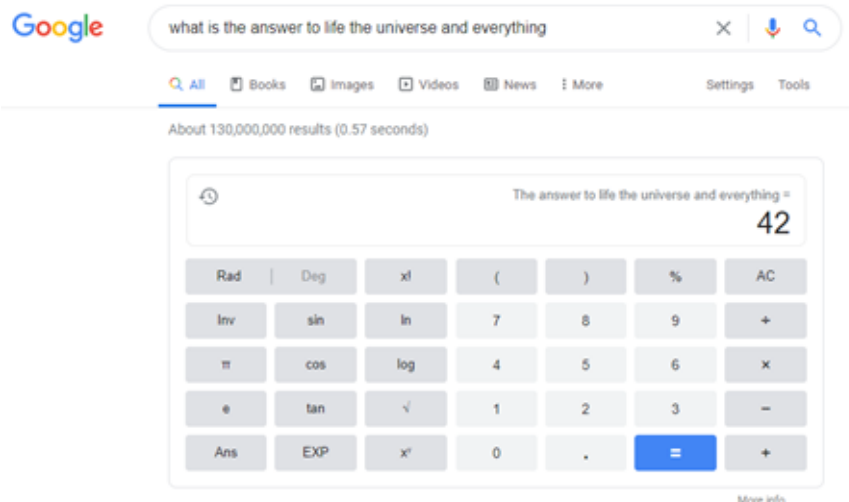 Google what is the answer to life the universe and everything
All Books Images Videos News More Settings Tools
About 130,000,000 results (0.57 seconds)
The answer to life the universe and everything =
42
Rad | Deg x! ( ) % AC
Inv sin ln 7 8 9 ÷
π cos log 4 5 6 ×
e tan √ 1 2 3 −
Ans EXP xʸ 0 . = +
More info